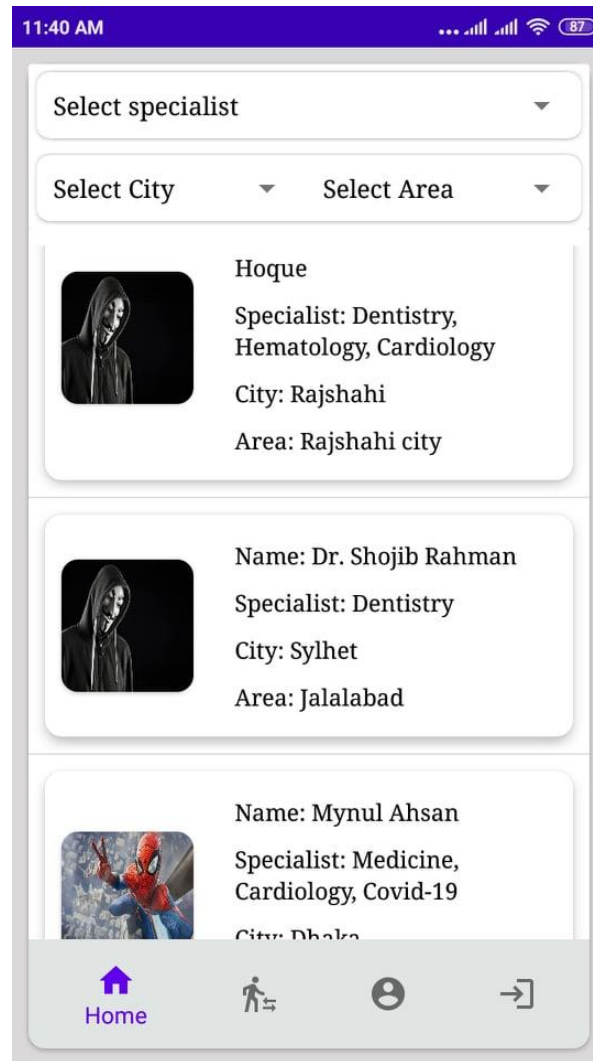 11:40 AM
87
Select specialist
Select City
Select Area
Hoque
Specialist: Dentistry,
Hematology, Cardiology
City: Rajshahi
Area: Rajshahi city
Name: Dr. Shojib Rahman
Specialist: Dentistry
City: Sylhet
Area: Jalalabad
Name: Mynul Ahsan
Specialist: Medicine,
Cardiology, Covid-19
City: Dhaka
Home